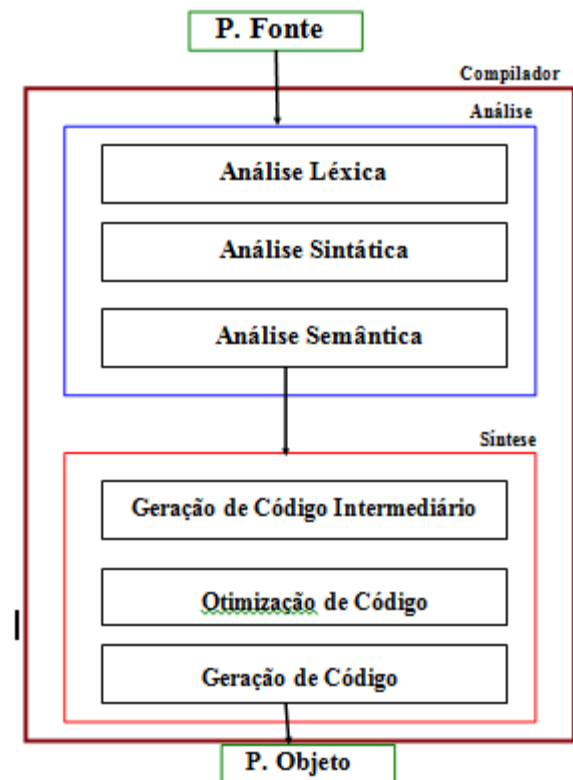 P. Fonte
Compilador
Análise
Análise Léxica
Análise Sintática
Análise Semântica
Síntese
Geração de Código Intermediário
Otimização de Código
Geração de Código
P. Objeto